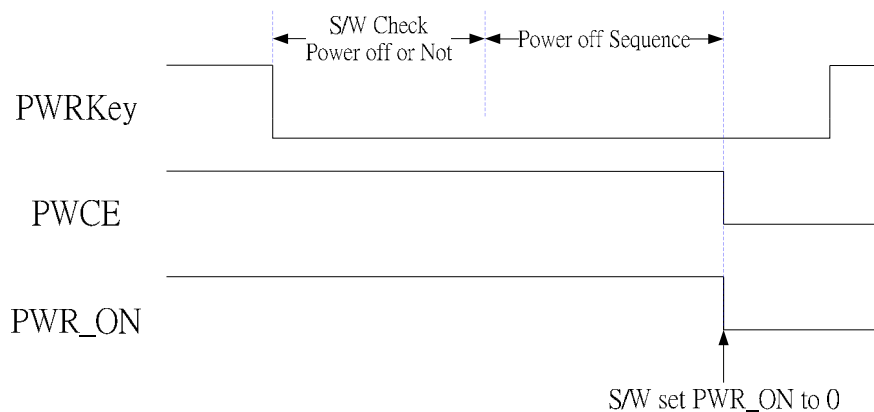 S/W Check
Power off or Not
Power off Sequence
PWRKey
PWCE
PWR_ON
S/W set PWR_ON to 0